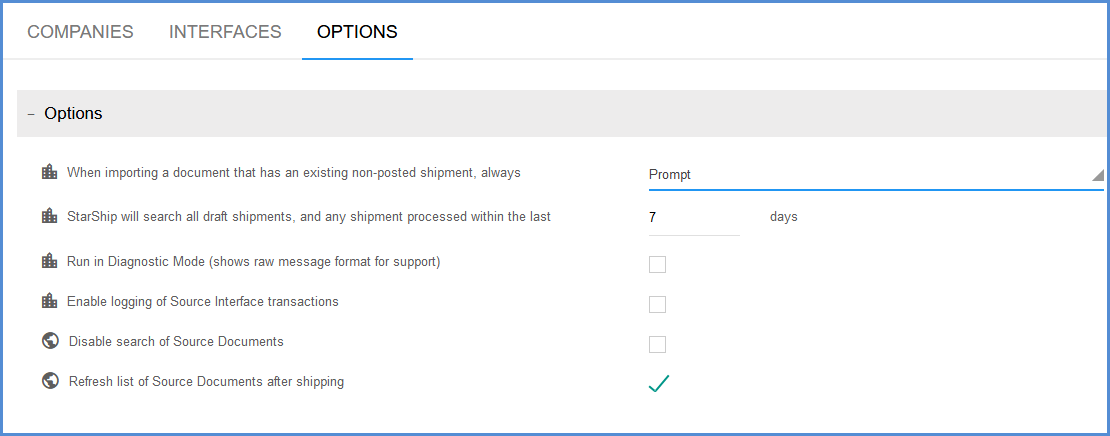 COMPANIES INTERFACES OPTIONS
– Options
When importing a document that has an existing non-posted shipment, always Prompt
StarShip will search all draft shipments, and any shipment processed within the last 7 days
Run in Diagnostic Mode (shows raw message format for support)
Enable logging of Source Interface transactions
Disable search of Source Documents
Refresh list of Source Documents after shipping